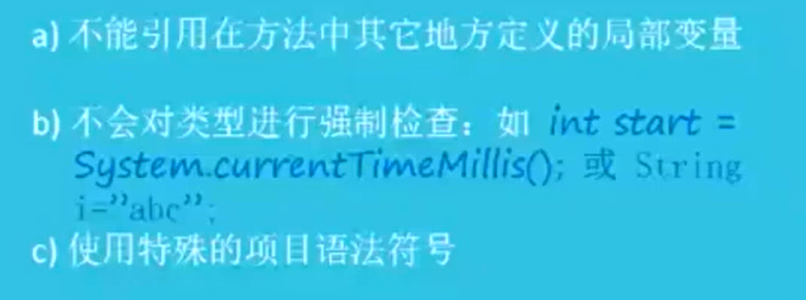 a) 不能引用在方法中其它地方定义的局部变量
b) 不会对类型进行强制检查：如 int start =
System.currentTimeMillis(); 或 String
i=”abc”;
c) 使用特殊的项目语法符号